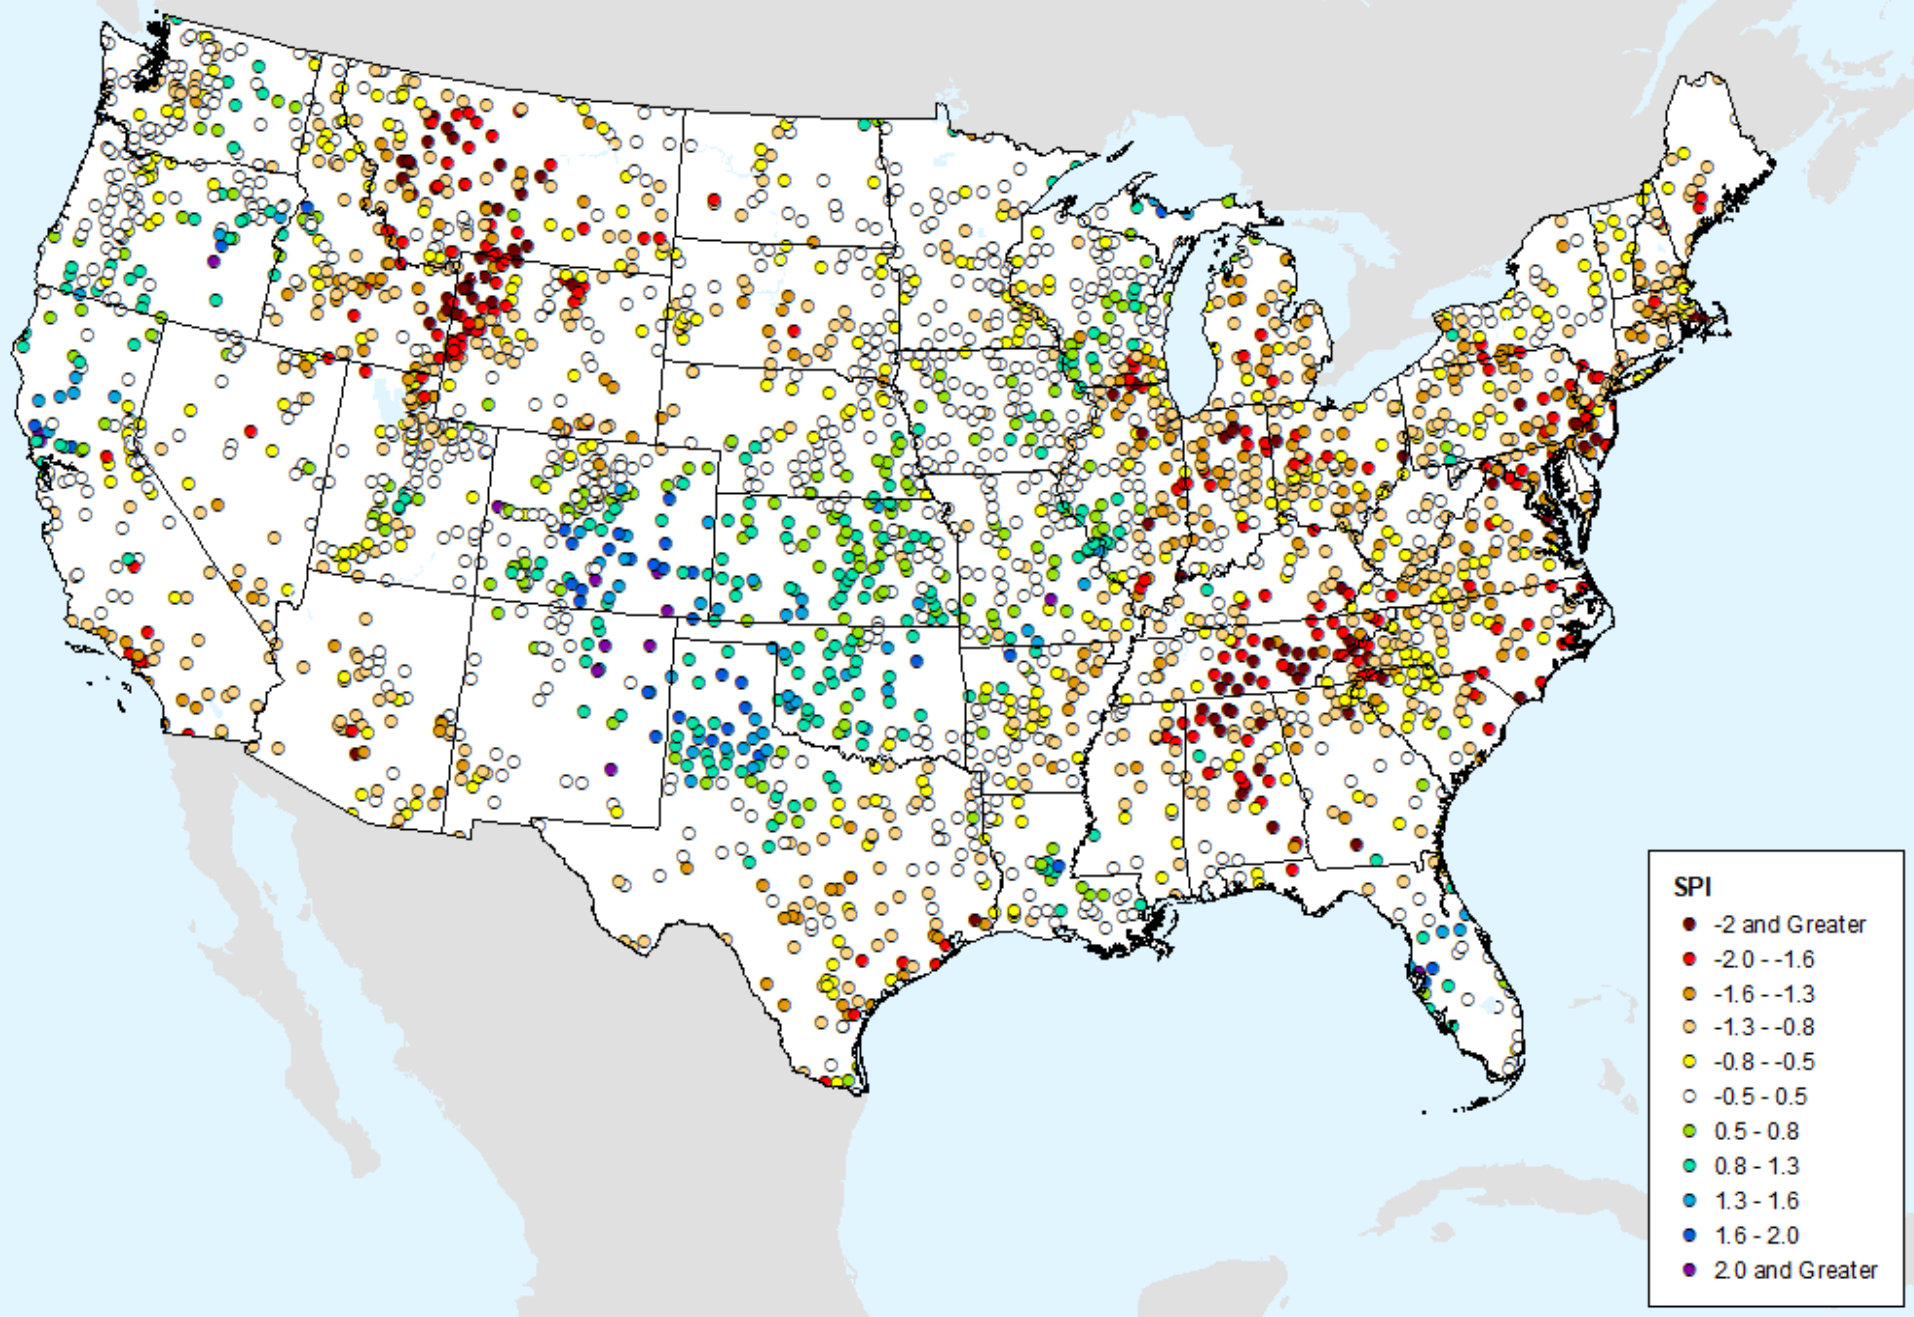 SPI
-2 and Greater
-2.0 - -1.6
-1.6 - -1.3
-1.3 - -0.8
-0.8 - -0.5
-0.5 - 0.5
0.5 - 0.8
0.8 - 1.3
1.3 - 1.6
1.6 - 2.0
2.0 and Greater